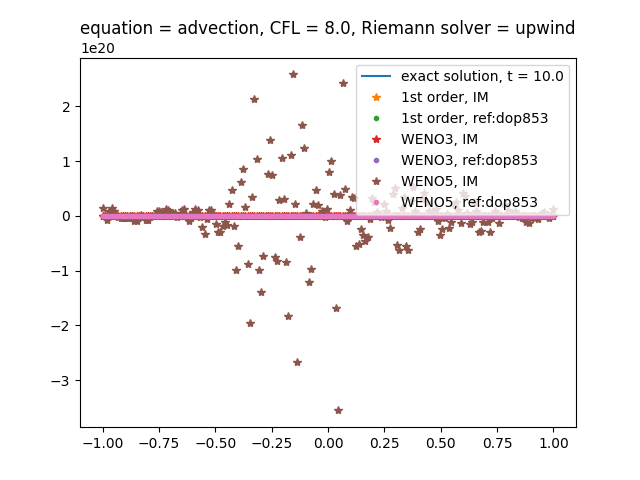 equation = advection, CFL = 8.0, Riemann solver = upwind
1e20
exact solution, t = 10.0
1st order, IM
1st order, ref:dop853
WENO3, IM
WENO3, ref:dop853
WENO5, IM
WENO5, ref:dop853
2
1
0
−1
−2
−3
−1.00 −0.75 −0.50 −0.25 0.00 0.25 0.50 0.75 1.00